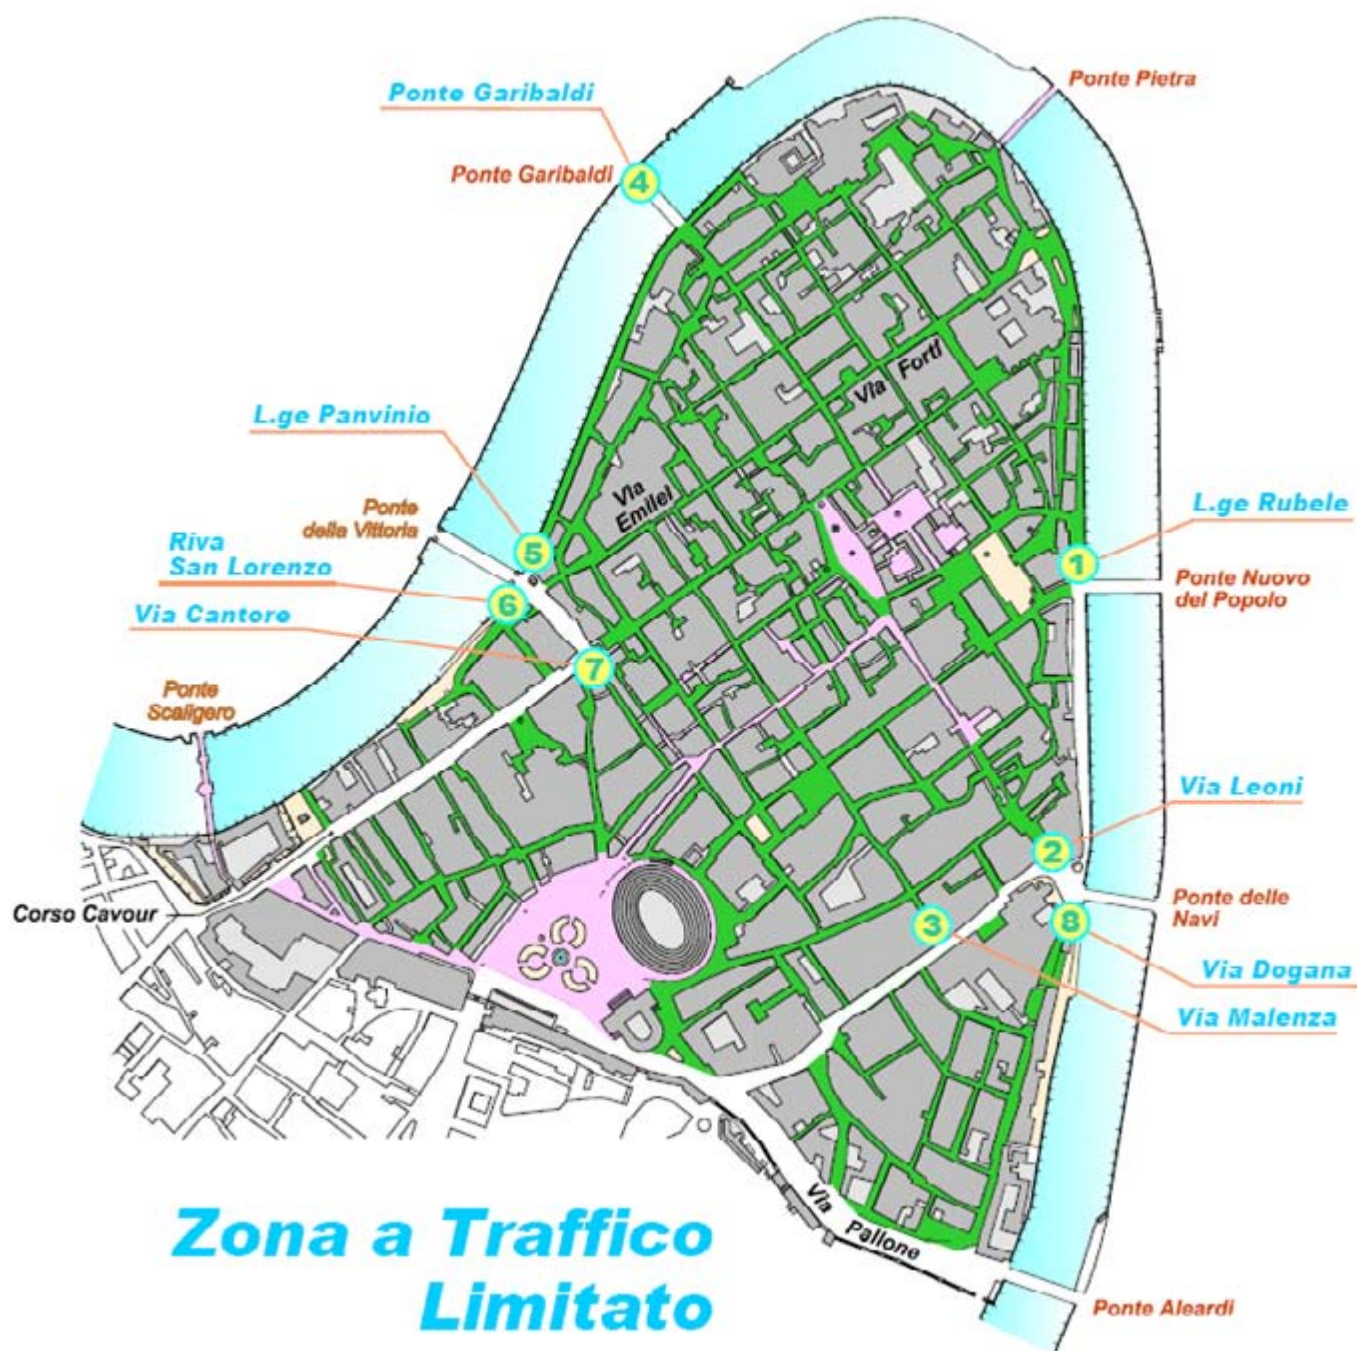 Ponte Pietra
Ponte Garibaldi
Ponte Garibaldi
4
Via Forti
L.ge Panvinio
Via
Emilei
L.ge Rubele
Ponte
della Vittoria
Riva
San Lorenzo
5
1
Ponte Nuovo
del Popolo
6
Via Cantore
7
Ponte
Scaligero
Via Leoni
2
Corso Cavour
3
8
Ponte delle
Navi
Via Dogana
Via Malenza
Via Pallone
Zona a Traffico
Limitato
Ponte Aleardi